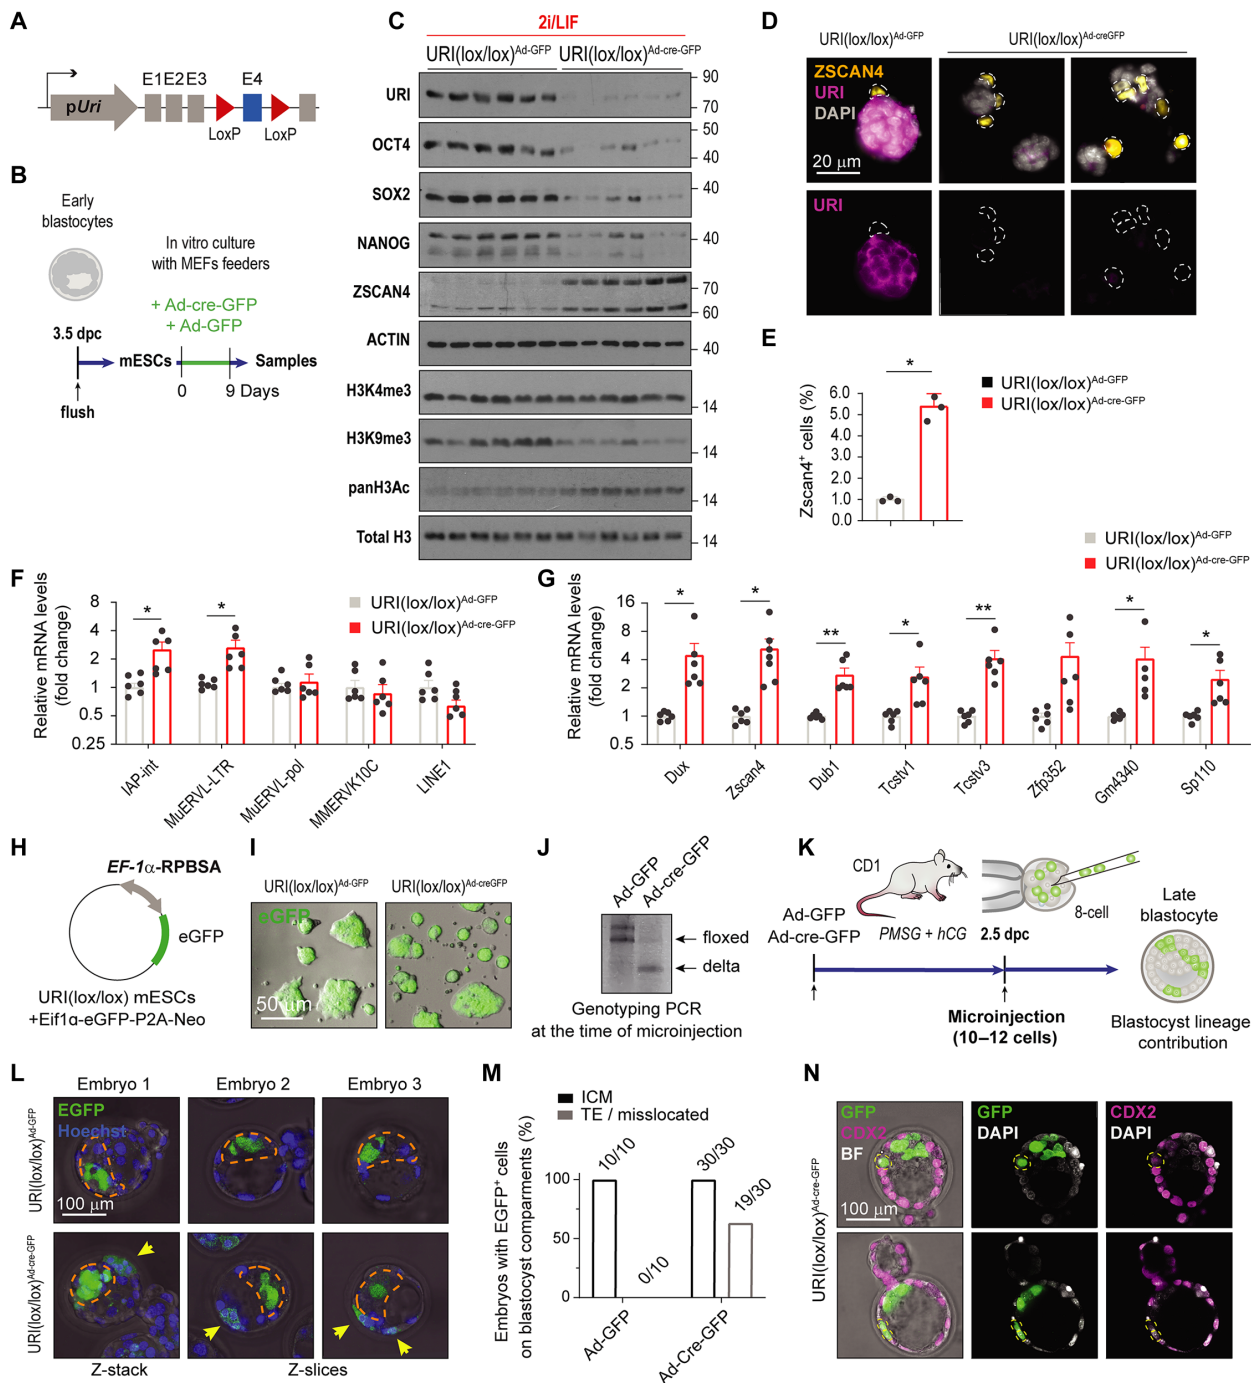 A
pUri
E1 E2 E3
E4
LoxP
LoxP
B
Early
blastocytes
In vitro culture
with MEFs feeders
+ Ad-cre-GFP
+ Ad-GFP
3.5 dpc
mESCs
Samples
0
9 Days
flush
C
2i/LIF
URI(lox/lox)Ad-GFP
URI(lox/lox)Ad-cre-GFP
URI
90
70
OCT4
50
40
SOX2
40
NANOG
40
ZSCAN4
70
60
ACTIN
40
H3K4me3
14
H3K9me3
14
panH3Ac
14
Total H3
14
D
URI(lox/lox)Ad-GFP
URI(lox/lox)Ad-creGFP
ZSCAN4
URI
DAPI
20 µm
URI
E
Zscan4+ cells (%)
6.0
5.0
4.0
3.0
2.0
1.0
0.0
*
URI(lox/lox)Ad-GFP
URI(lox/lox)Ad-cre-GFP
F
Relative mRNA levels
(fold change)
8
4
2
1
0.5
0.25
*
*
URI(lox/lox)Ad-GFP
URI(lox/lox)Ad-cre-GFP
IAP-int
MuERVL-LTR
MuERVL-pol
MMERVK10C
LINE1
G
Relative mRNA levels
(fold change)
16
8
4
2
1
0.5
*
*
**
*
**
*
*
URI(lox/lox)Ad-GFP
URI(lox/lox)Ad-cre-GFP
Dux
Zscan4
Dub1
Tcstv1
Tcstv3
Zfp352
Gm4340
Sp110
H
EF-1α-RPBSA
eGFP
URI(lox/lox) mESCs
+Eif1α-eGFP-P2A-Neo
I
URI(lox/lox)Ad-GFP
URI(lox/lox)Ad-creGFP
eGFP
50 µm
J
Ad-GFP
Ad-cre-GFP
floxed
delta
Genotyping PCR
at the time of microinjection
K
CD1
8-cell
Late
blastocyte
Ad-GFP
Ad-cre-GFP
PMSG + hCG
2.5 dpc
Microinjection
(10–12 cells)
Blastocyst lineage
contribution
L
Embryo 1
Embryo 2
Embryo 3
EGFP
Hoechst
100 µm
URI((lox/lox)Ad-GFP
URI(lox/lox)Ad-cre-GFP
Z-stack
Z-slices
M
ICM
TE / misslocated
Embryos with EGFP+ cells
on blastocyst comparments (%)
100
50
0
10/10
0/10
30/30
19/30
Ad-GFP
Ad-Cre-GFP
N
GFP
CDX2
BF
100 µm
GFP
DAPI
CDX2
DAPI
URI(lox/lox)Ad-cre-GFP